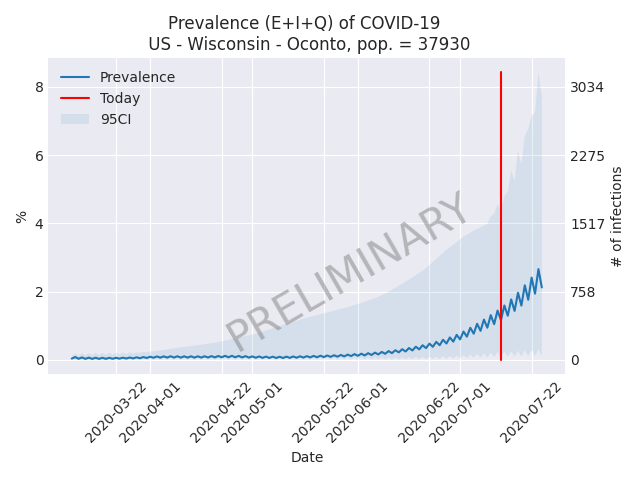 Prevalence (E+I+Q) of COVID-19
US - Wisconsin - Oconto, pop. = 37930
Prevalence
Today
95CI
PRELIMINARY
8
6
4
2
0
%
3034
2275
1517
758
0
# of infections
2020-03-22
2020-04-01
2020-04-22
2020-05-01
2020-05-22
2020-06-01
2020-06-22
2020-07-01
2020-07-22
Date